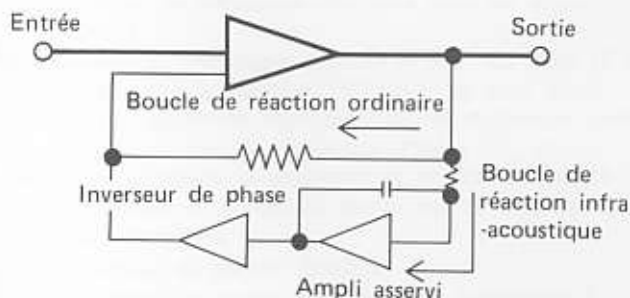 Entrée
Sortie
Boucle de réaction ordinaire
Inverseur de phase
Boucle de
réaction infra
-acoustique
Ampli asservi